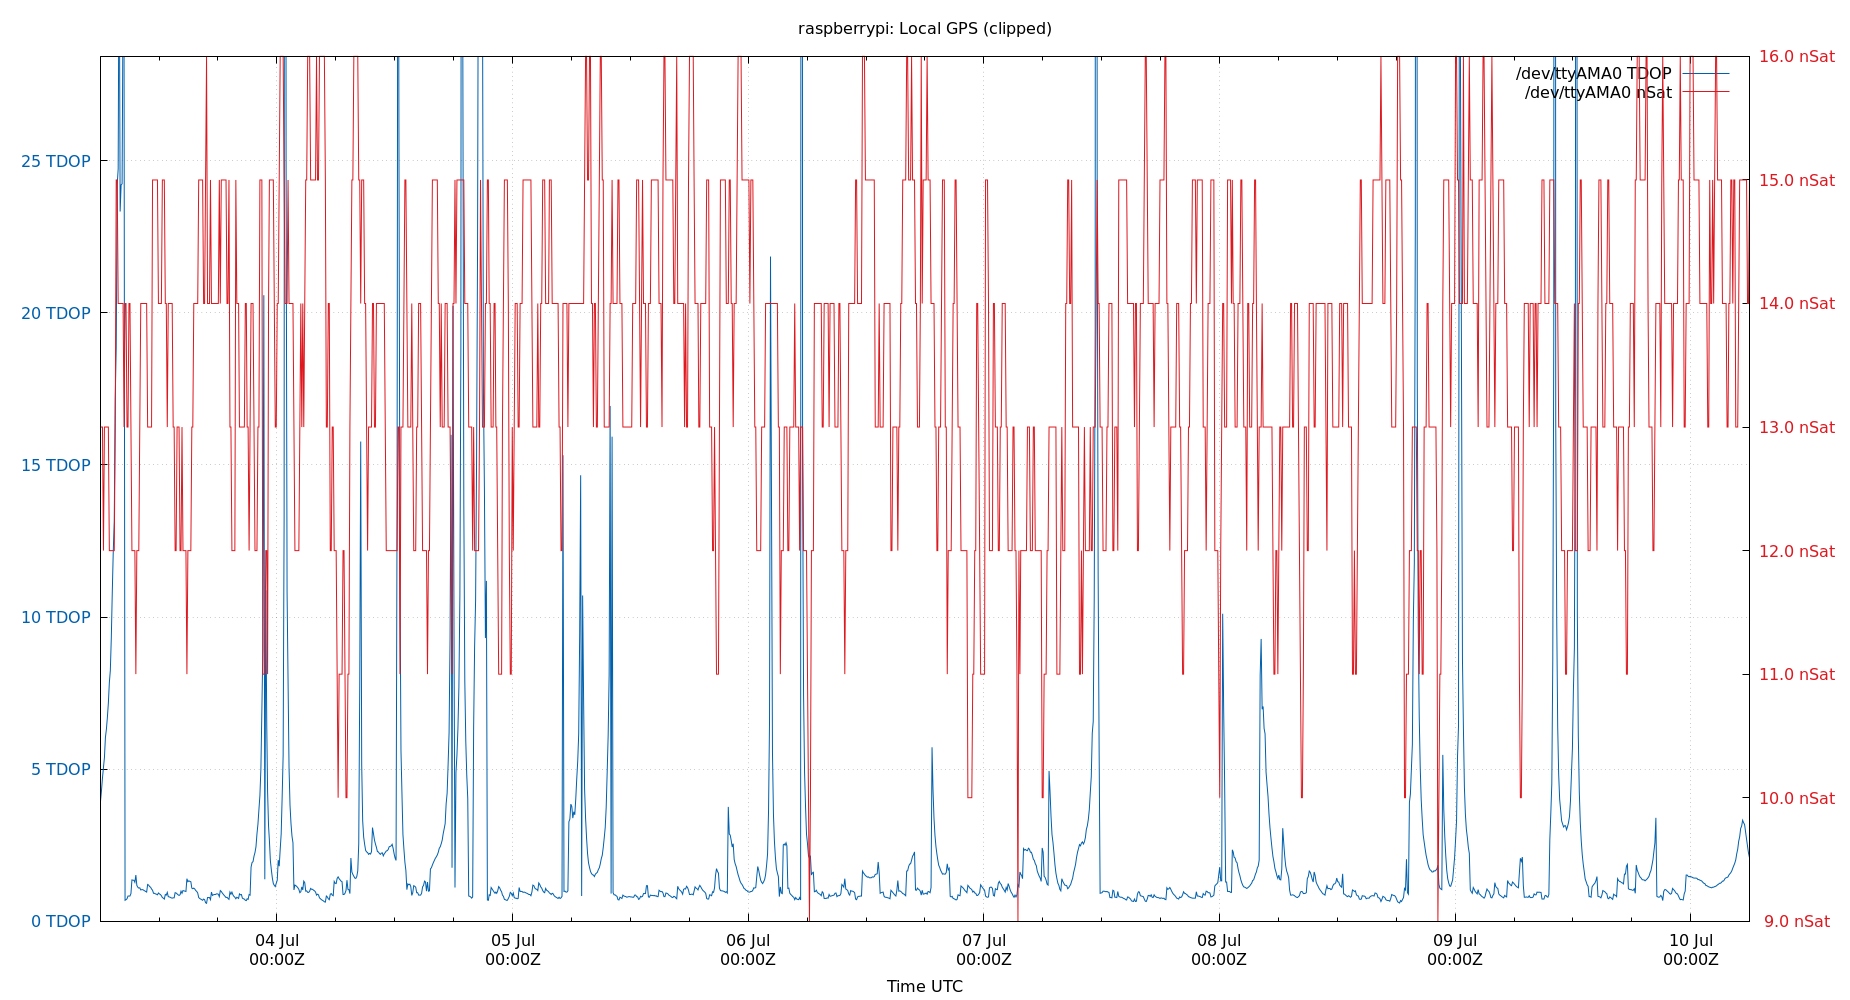 raspberrypi: Local GPS (clipped)
/dev/ttyAMA0 TDOP
/dev/ttyAMA0 nSat
25 TDOP
20 TDOP
15 TDOP
10 TDOP
5 TDOP
0 TDOP
16.0 nSat
15.0 nSat
14.0 nSat
13.0 nSat
12.0 nSat
11.0 nSat
10.0 nSat
9.0 nSat
04 Jul
00:00Z
05 Jul
00:00Z
06 Jul
00:00Z
07 Jul
00:00Z
08 Jul
00:00Z
09 Jul
00:00Z
10 Jul
00:00Z
Time UTC